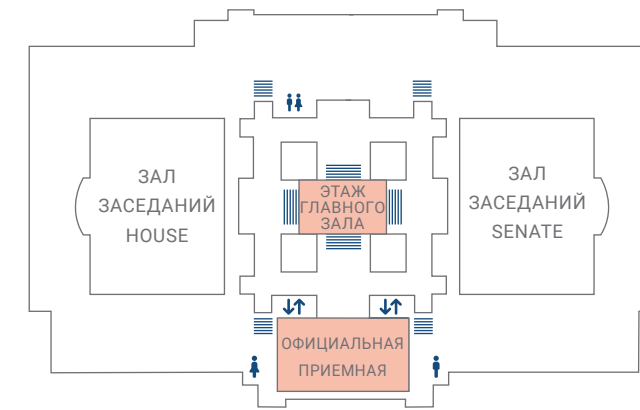 ЗАЛ
ЗАСЕДАНИЙ
HOUSE
ЭТАЖ
ГЛАВНОГО
ЗАЛА
ЗАЛ
ЗАСЕДАНИЙ
SENATE
ОФИЦИАЛЬНАЯ
ПРИЕМНАЯ